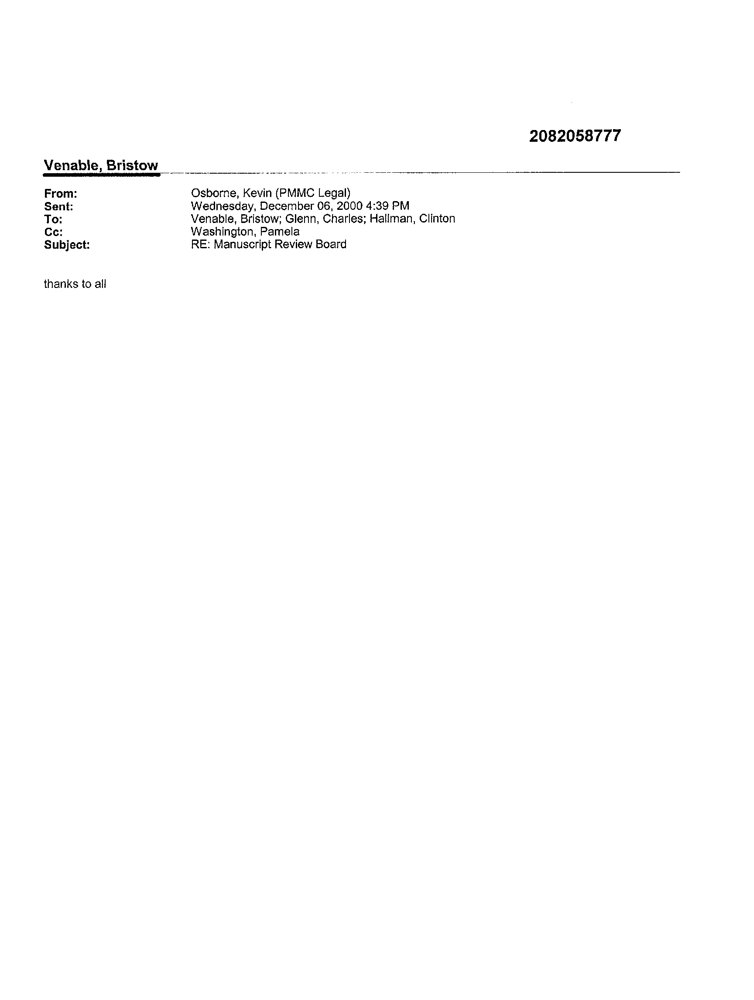 2082058777
Venable, Bristow
From: Osborne, Kevin (PMMC Legal)
Sent: Wednesday, December 06, 2000 4:39 PM
To: Venable, Bristow; Glenn, Charles; Hallman, Clinton
Cc: Washington, Pamela
Subject: RE: Manuscript Review Board
thanks to all